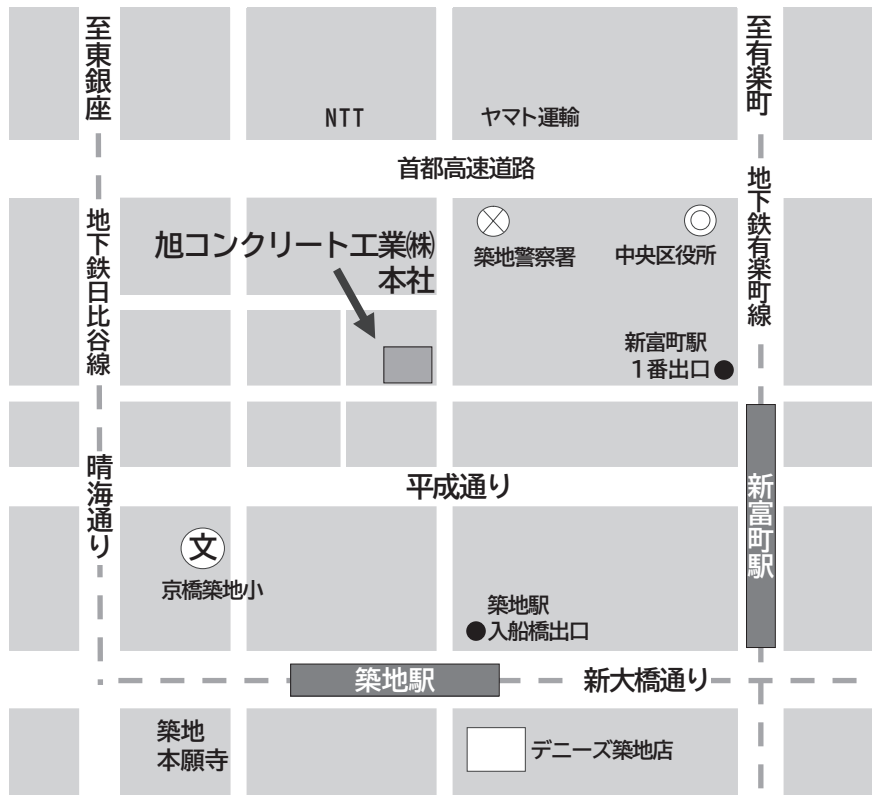 至東銀座
至有楽町
NTT
ヤマト運輸
首都高速道路
地下鉄日比谷線
地下鉄有楽町線
旭コンクリート工業㈱
本社
築地警察署
中央区役所
新富町駅
1番出口
晴海通り
平成通り
新富町駅
文
京橋築地小
築地駅
入船橋出口
築地駅
新大橋通り
築地
本願寺
デニーズ築地店